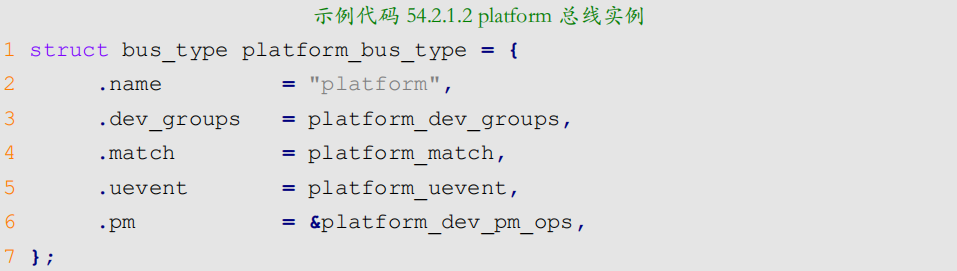 示例代码 54.2.1.2 platform 总线实例
1 struct bus_type platform_bus_type = {
2     .name         = "platform",
3     .dev_groups   = platform_dev_groups,
4     .match        = platform_match,
5     .uevent       = platform_uevent,
6     .pm           = &platform_dev_pm_ops,
7 };